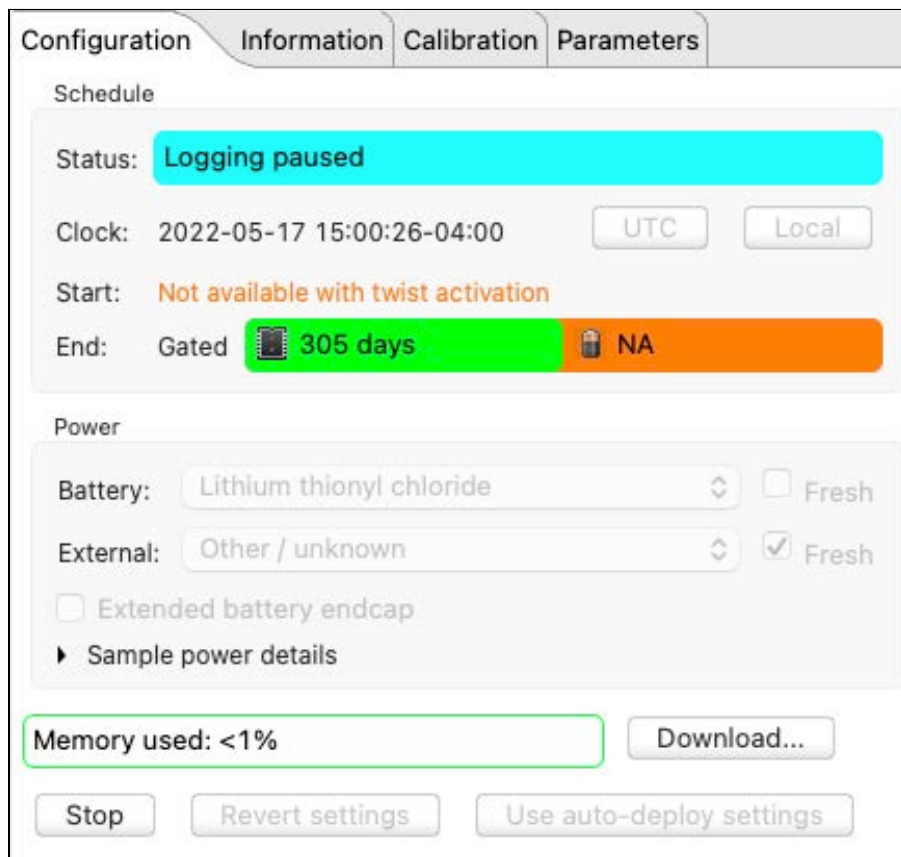 Configuration Information Calibration Parameters
Schedule
Status: Logging paused
Clock: 2022-05-17 15:00:26-04:00 UTC Local
Start: Not available with twist activation
End: Gated 305 days NA
Power
Battery: Lithium thionyl chloride Fresh
External: Other / unknown Fresh
Extended battery endcap
Sample power details
Memory used: <1% Download...
Stop Revert settings Use auto-deploy settings